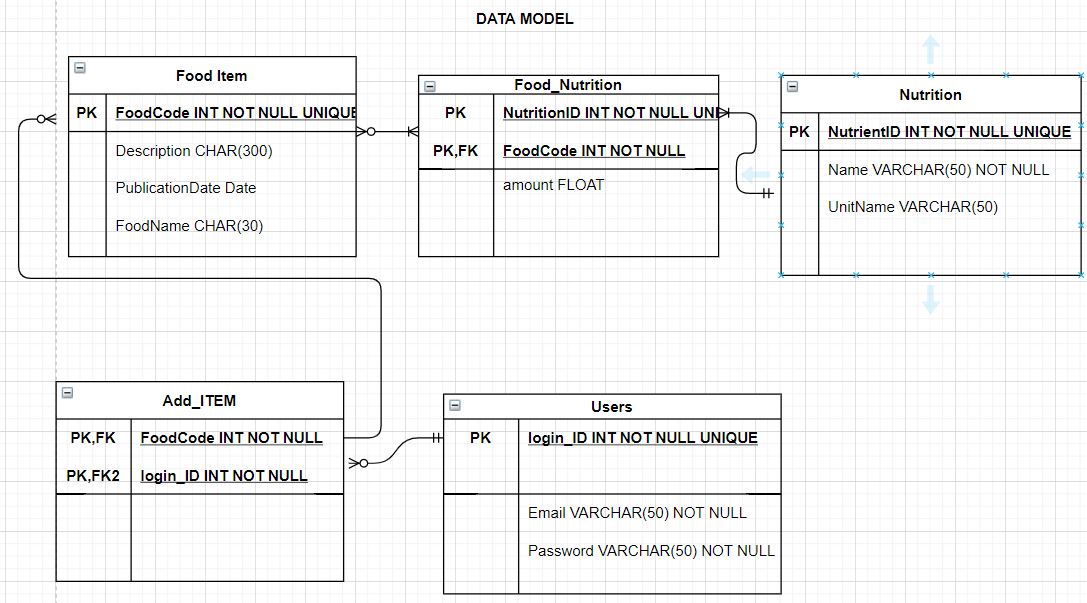 DATA MODEL
Food Item
PK
FoodCode INT NOT NULL UNIQUE
Description CHAR(300)
PublicationDate Date
FoodName CHAR(30)
Food_Nutrition
PK
NutritionID INT NOT NULL UNI
PK,FK
FoodCode INT NOT NULL
amount FLOAT
Nutrition
PK
NutrientID INT NOT NULL UNIQUE
Name VARCHAR(50) NOT NULL
UnitName VARCHAR(50)
Add_ITEM
PK,FK
FoodCode INT NOT NULL
PK,FK2
login_ID INT NOT NULL
Users
PK
login_ID INT NOT NULL UNIQUE
Email VARCHAR(50) NOT NULL
Password VARCHAR(50) NOT NULL